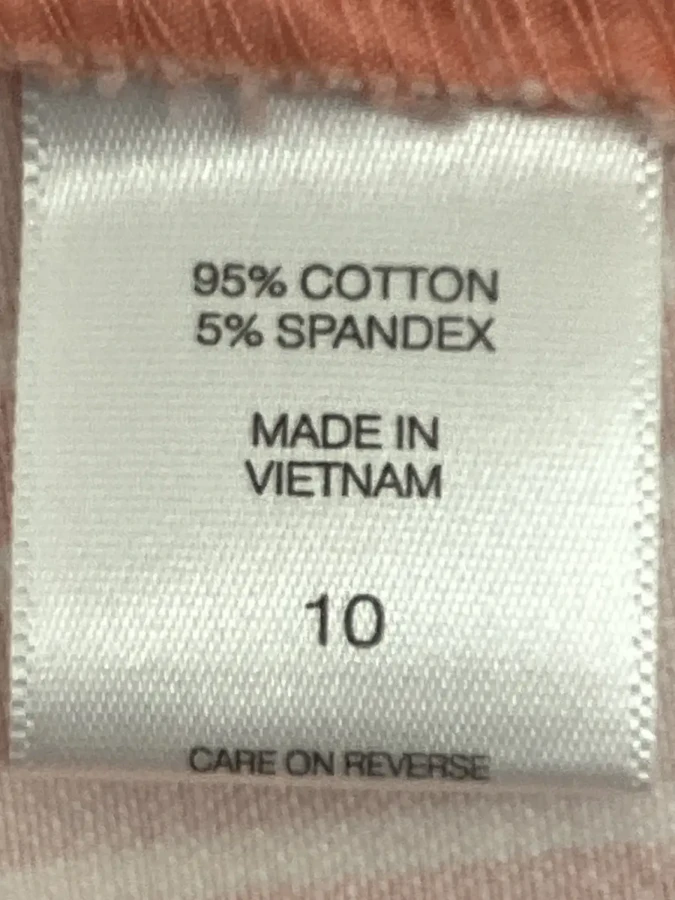 95% COTTON
5% SPANDEX
MADE IN
VIETNAM
10
CARE ON REVERSE